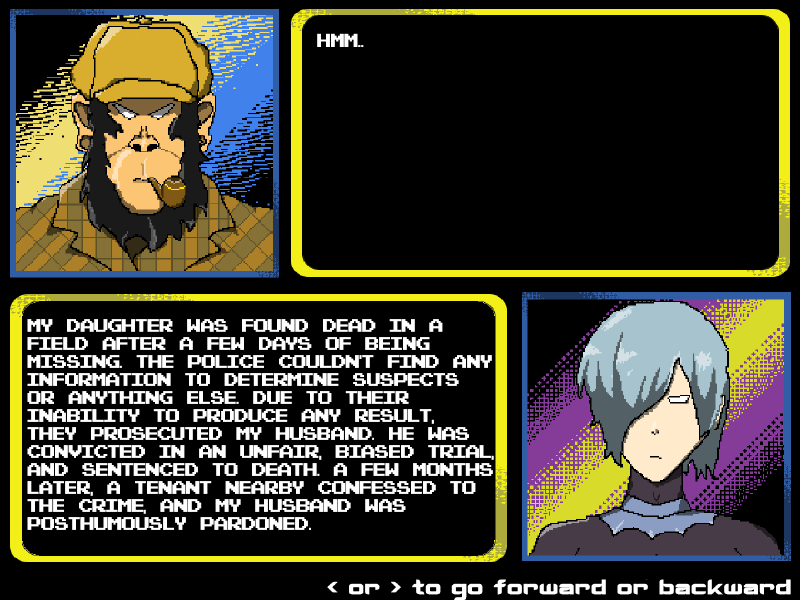 HMM..
MY DAUGHTER WAS FOUND DEAD IN A
FIELD AFTER A FEW DAYS OF BEING
MISSING. THE POLICE COULDN'T FIND ANY
INFORMATION TO DETERMINE SUSPECTS
OR ANYTHING ELSE. DUE TO THEIR
INABILITY TO PRODUCE ANY RESULT,
THEY PROSECUTED MY HUSBAND. HE WAS
CONVICTED IN AN UNFAIR, BIASED TRIAL,
AND SENTENCED TO DEATH. A FEW MONTHS
LATER, A TENANT NEARBY CONFESSED TO
THE CRIME, AND MY HUSBAND WAS
POSTHUMOUSLY PARDONED.
< or > to go forward or backward